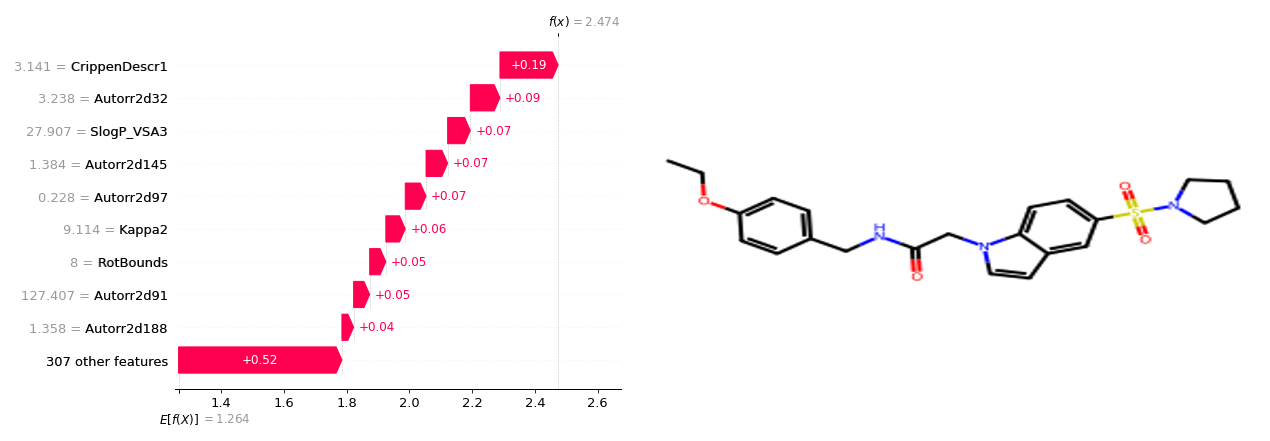 f(x) = 2.474
3.141 = CrippenDescr1 +0.19
3.238 = Autorr2d32 +0.09
27.907 = SlogP_VSA3 +0.07
1.384 = Autorr2d145 +0.07
0.228 = Autorr2d97 +0.07
9.114 = Kappa2 +0.06
8 = RotBounds +0.05
127.407 = Autorr2d91 +0.05
1.358 = Autorr2d188 +0.04
307 other features +0.52
1.4 1.6 1.8 2.0 2.2 2.4 2.6
E[f(X)] = 1.264
O
H
N
O
N
O
S
O
N